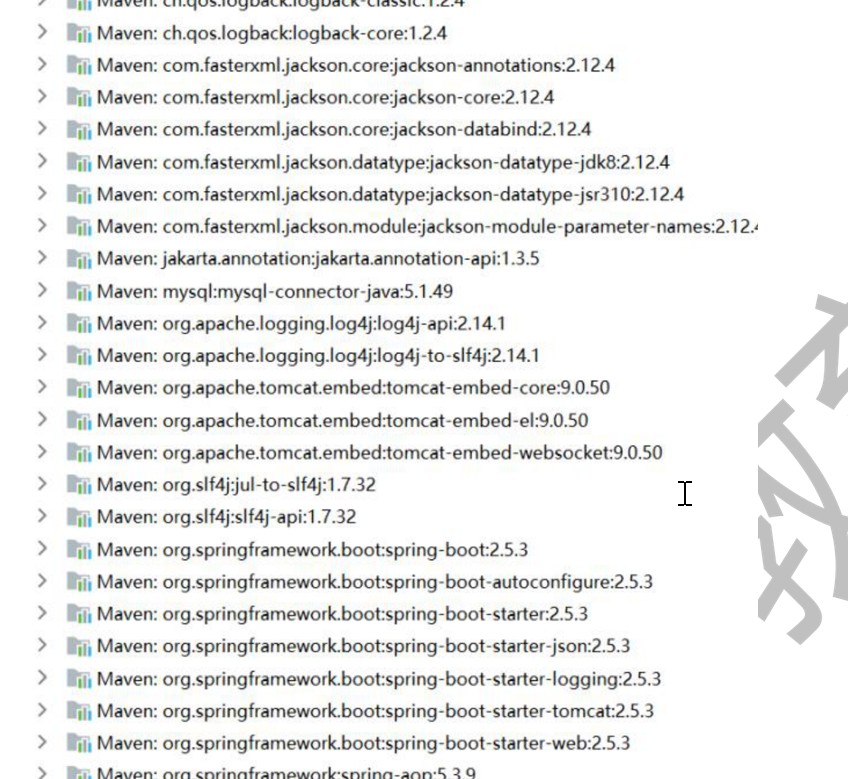 Maven: ch.qos.logback:logback-classic:1.2.4
Maven: ch.qos.logback:logback-core:1.2.4
Maven: com.fasterxml.jackson.core:jackson-annotations:2.12.4
Maven: com.fasterxml.jackson.core:jackson-core:2.12.4
Maven: com.fasterxml.jackson.core:jackson-databind:2.12.4
Maven: com.fasterxml.jackson.datatype:jackson-datatype-jdk8:2.12.4
Maven: com.fasterxml.jackson.datatype:jackson-datatype-jsr310:2.12.4
Maven: com.fasterxml.jackson.module:jackson-module-parameter-names:2.12.4
Maven: jakarta.annotation:jakarta.annotation-api:1.3.5
Maven: mysql:mysql-connector-java:5.1.49
Maven: org.apache.logging.log4j:log4j-api:2.14.1
Maven: org.apache.logging.log4j:log4j-to-slf4j:2.14.1
Maven: org.apache.tomcat.embed:tomcat-embed-core:9.0.50
Maven: org.apache.tomcat.embed:tomcat-embed-el:9.0.50
Maven: org.apache.tomcat.embed:tomcat-embed-websocket:9.0.50
Maven: org.slf4j:jul-to-slf4j:1.7.32
Maven: org.slf4j:slf4j-api:1.7.32
Maven: org.springframework.boot:spring-boot:2.5.3
Maven: org.springframework.boot:spring-boot-autoconfigure:2.5.3
Maven: org.springframework.boot:spring-boot-starter:2.5.3
Maven: org.springframework.boot:spring-boot-starter-json:2.5.3
Maven: org.springframework.boot:spring-boot-starter-logging:2.5.3
Maven: org.springframework.boot:spring-boot-starter-tomcat:2.5.3
Maven: org.springframework.boot:spring-boot-starter-web:2.5.3
Maven: org.springframework:spring-aop:5.3.9